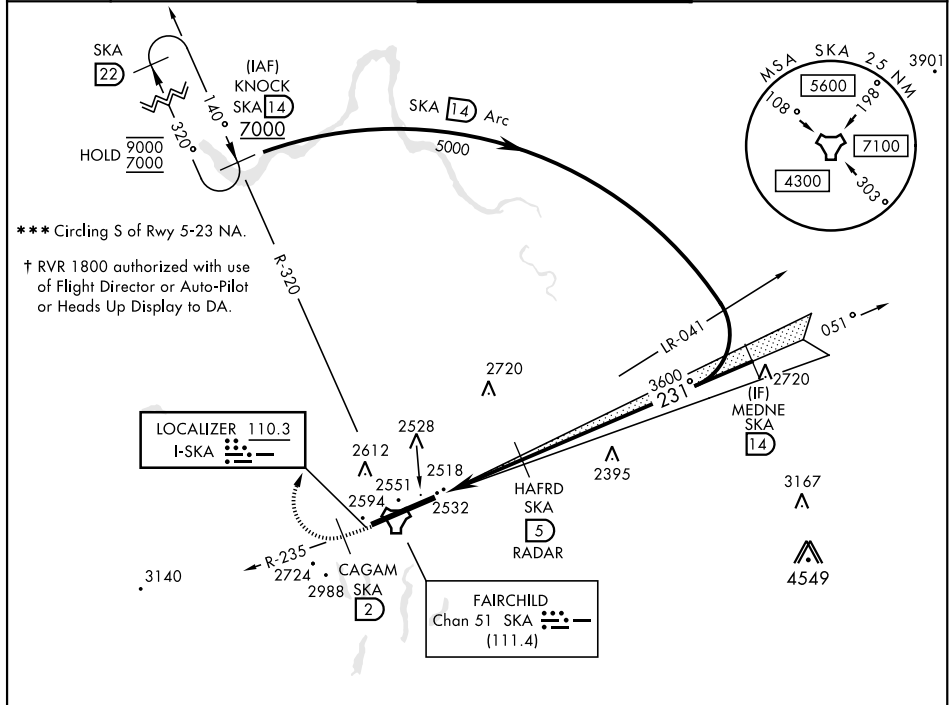 SKA
22
(IAF)
KNOCK
SKA 14
7000
140°
320°
HOLD 9000
7000
SKA 14 Arc
5000
MSA SKA 25 NM
5600
108°
198°
7100
4300
303°
3901
*** Circling S of Rwy 5-23 NA.
† RVR 1800 authorized with use
of Flight Director or Auto-Pilot
or Heads Up Display to DA.
R-320
LR-041
051°
3600
231°
2720
2720
(IF)
MEDNE
SKA
14
LOCALIZER 110.3
I-SKA
2612
2528
2551
2518
2594
2532
2395
HAFRD
SKA
5
RADAR
3167
4549
R-235
2724
2988
CAGAM
SKA
2
3140
FAIRCHILD
Chan 51 SKA
(111.4)